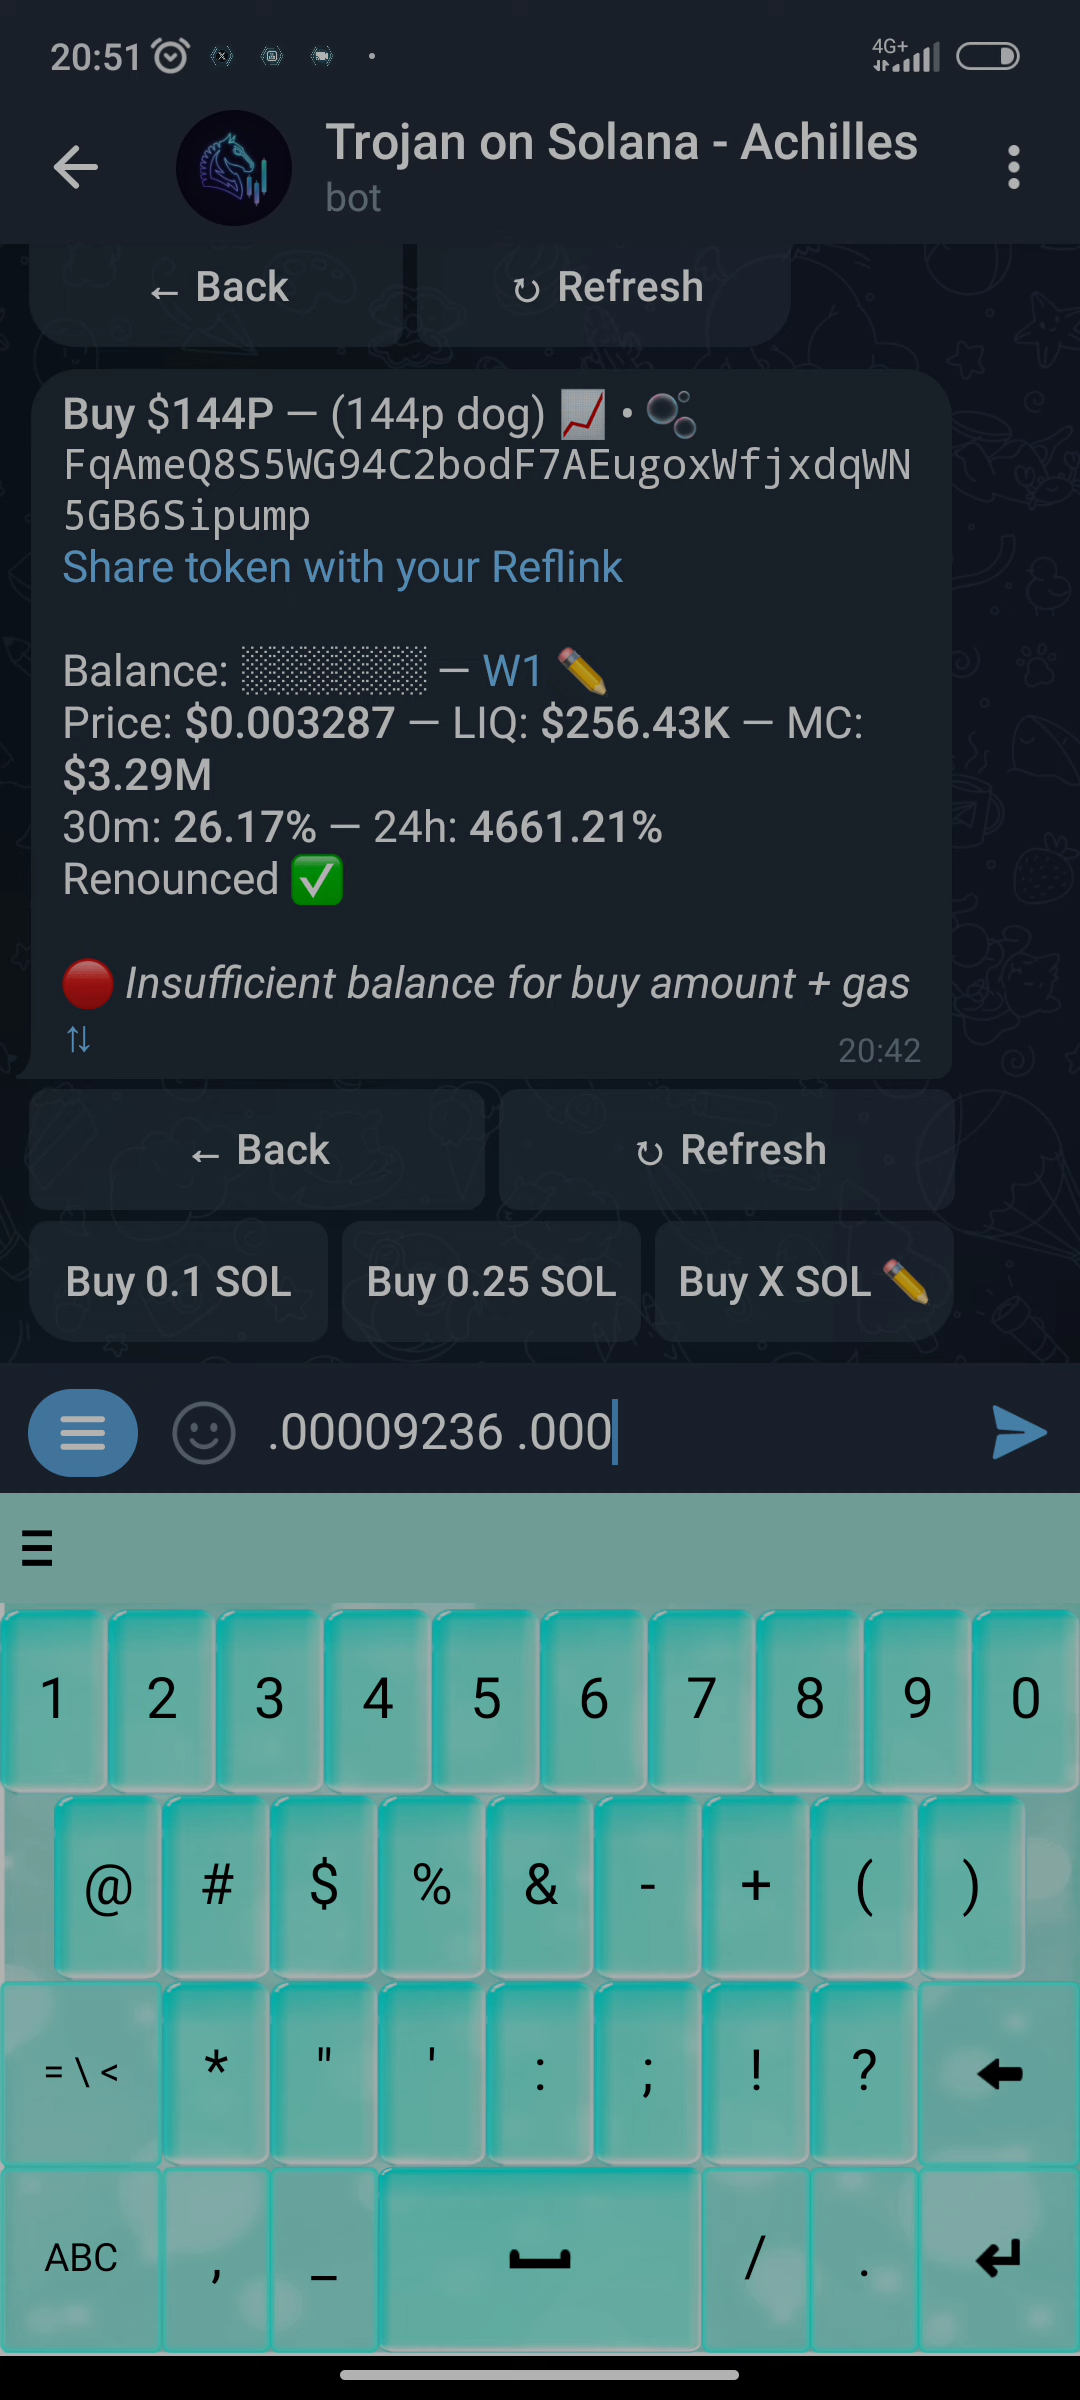 20:51
4G+
Trojan on Solana - Achilles
bot
← Back
↻ Refresh
Buy $144P — (144p dog) 📈 • 🫧
FqAmeQ8S5WG94C2bodF7AEugoxWfjxdqWN
5GB6Sipump
Share token with your Reflink
Balance: ░░░░░░ — W1 ✏️
Price: $0.003287 — LIQ: $256.43K — MC:
$3.29M
30m: 26.17% — 24h: 4661.21%
Renounced ✅
🔴 Insufficient balance for buy amount + gas
⇅
20:42
← Back
↻ Refresh
Buy 0.1 SOL
Buy 0.25 SOL
Buy X SOL ✏️
.00009236 .000
1 2 3 4 5 6 7 8 9 0
@ # $ % & - + ( )
= \ < * " ' : ; ! ?
ABC , _ / .